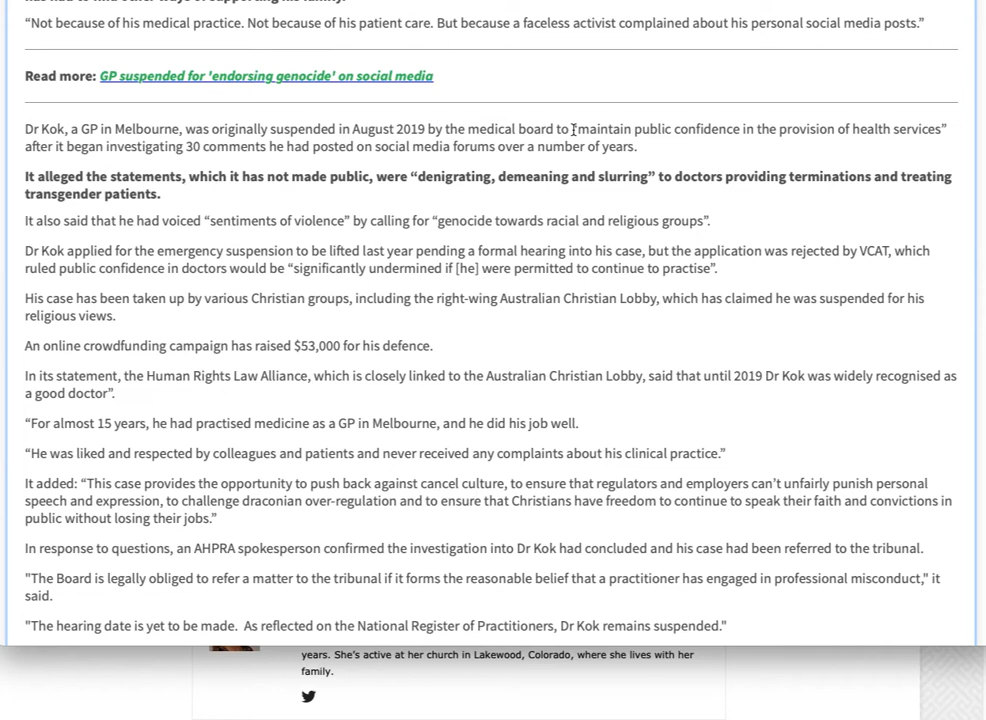 “Not because of his medical practice. Not because of his patient care. But because a faceless activist complained about his personal social media posts.”
Read more: GP suspended for 'endorsing genocide' on social media
Dr Kok, a GP in Melbourne, was originally suspended in August 2019 by the medical board to “maintain public confidence in the provision of health services”
after it began investigating 30 comments he had posted on social media forums over a number of years.
It alleged the statements, which it has not made public, were “denigrating, demeaning and slurring” to doctors providing terminations and treating
transgender patients.
It also said that he had voiced “sentiments of violence” by calling for “genocide towards racial and religious groups”.
Dr Kok applied for the emergency suspension to be lifted last year pending a formal hearing into his case, but the application was rejected by VCAT, which
ruled public confidence in doctors would be “significantly undermined if [he] were permitted to continue to practise”.
His case has been taken up by various Christian groups, including the right-wing Australian Christian Lobby, which has claimed he was suspended for his
religious views.
An online crowdfunding campaign has raised $53,000 for his defence.
In its statement, the Human Rights Law Alliance, which is closely linked to the Australian Christian Lobby, said that until 2019 Dr Kok was widely recognised as
a good doctor”.
“For almost 15 years, he had practised medicine as a GP in Melbourne, and he did his job well.
“He was liked and respected by colleagues and patients and never received any complaints about his clinical practice.”
It added: “This case provides the opportunity to push back against cancel culture, to ensure that regulators and employers can’t unfairly punish personal
speech and expression, to challenge draconian over-regulation and to ensure that Christians have freedom to continue to speak their faith and convictions in
public without losing their jobs.”
In response to questions, an AHPRA spokesperson confirmed the investigation into Dr Kok had concluded and his case had been referred to the tribunal.
"The Board is legally obliged to refer a matter to the tribunal if it forms the reasonable belief that a practitioner has engaged in professional misconduct," it
said.
"The hearing date is yet to be made.  As reflected on the National Register of Practitioners, Dr Kok remains suspended."
years. She’s active at her church in Lakewood, Colorado, where she lives with her
family.